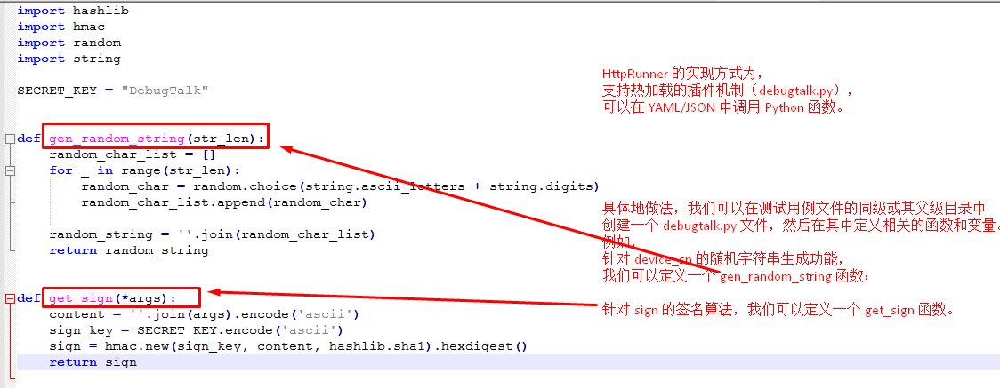 import hashlib
import hmac
import random
import string
SECRET_KEY = "DebugTalk"
def gen_random_string(str_len):
    random_char_list = []
    for _ in range(str_len):
        random_char = random.choice(string.ascii_letters + string.digits)
        random_char_list.append(random_char)
    random_string = ''.join(random_char_list)
    return random_string
def get_sign(*args):
    content = ''.join(args).encode('ascii')
    sign_key = SECRET_KEY.encode('ascii')
    sign = hmac.new(sign_key, content, hashlib.sha1).hexdigest()
    return sign
HttpRunner 的实现方式为，
支持热加载的插件机制（debugtalk.py），
可以在 YAML/JSON 中调用 Python 函数。
具体地做法，我们可以在测试用例文件的同级或其父级目录中
创建一个 debugtalk.py 文件，然后在其中定义相关的函数和变量。
例如，
针对 device_sn 的随机字符串生成功能，
我们可以定义一个 gen_random_string 函数；
针对 sign 的签名算法，我们可以定义一个 get_sign 函数。